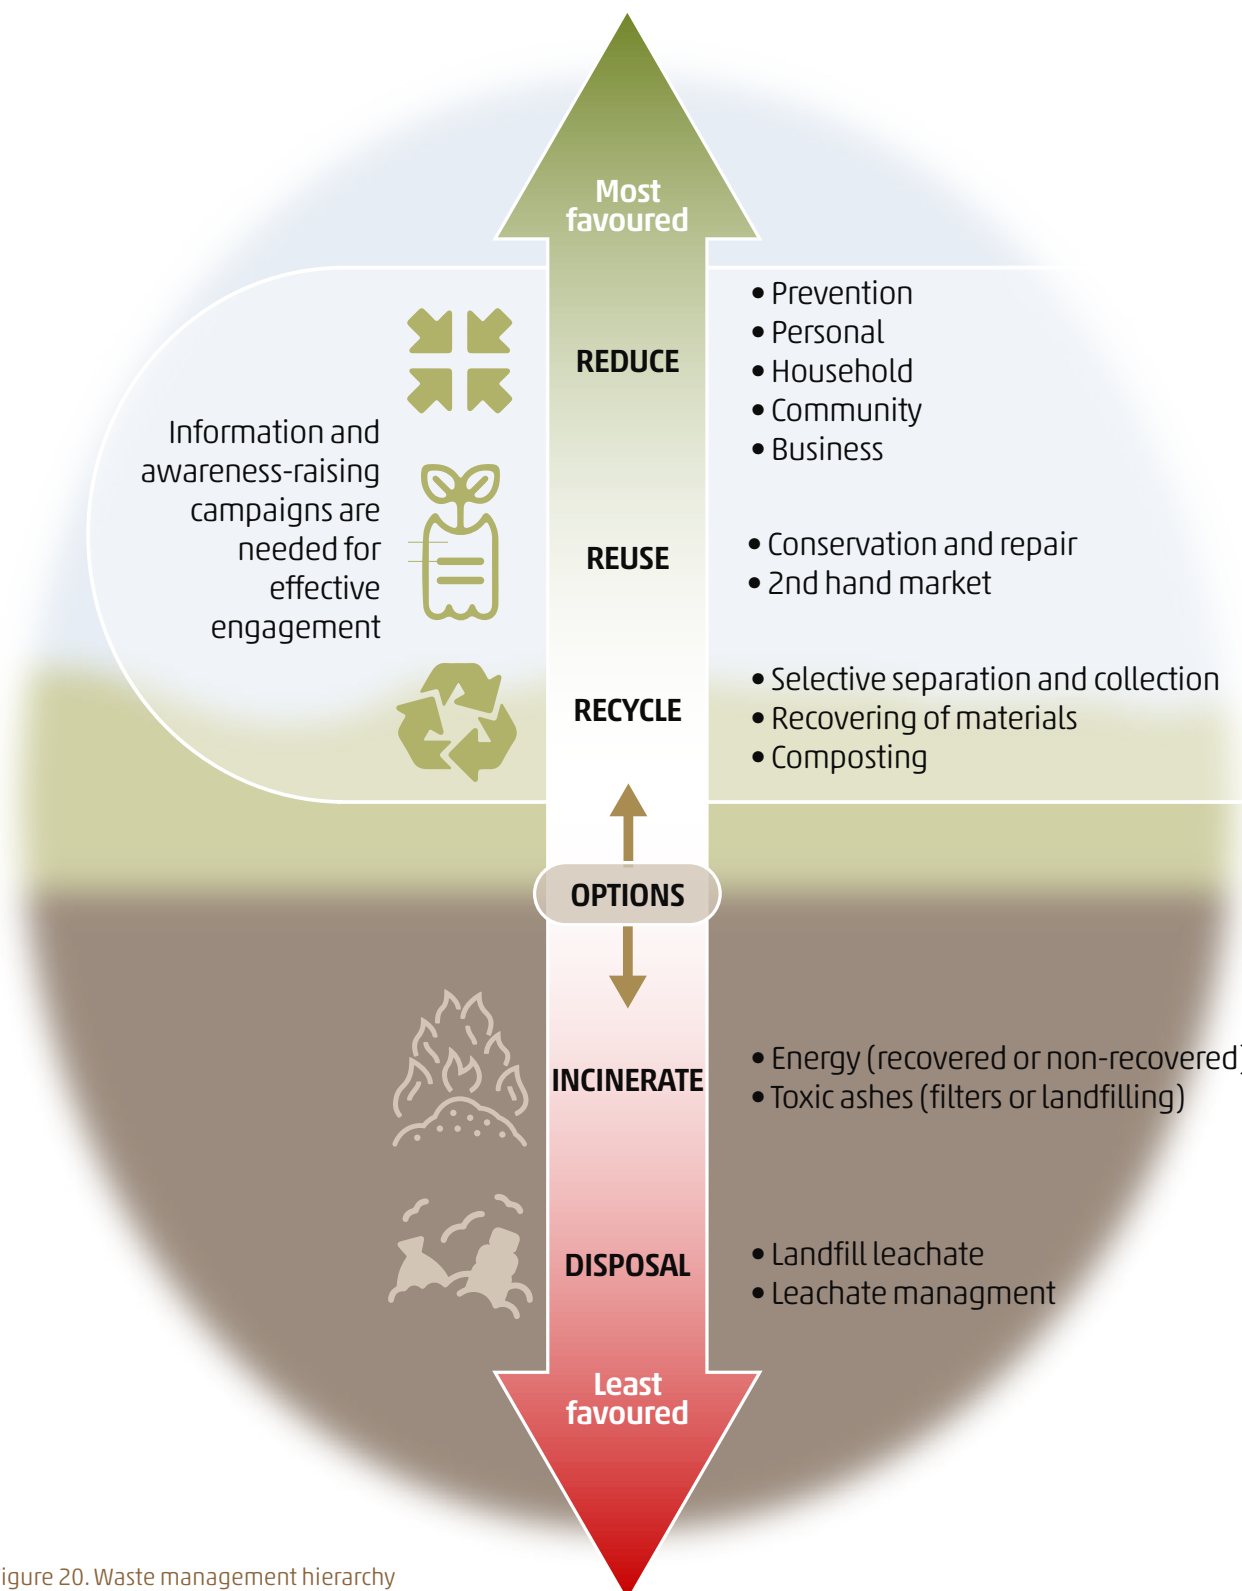 Most
favoured
REDUCE
• Prevention
• Personal
• Household
• Community
• Business
Information and
awareness-raising
campaigns are
needed for
effective
engagement
REUSE
• Conservation and repair
• 2nd hand market
RECYCLE
• Selective separation and collection
• Recovering of materials
• Composting
OPTIONS
INCINERATE
• Energy (recovered or non-recovered)
• Toxic ashes (filters or landfilling)
DISPOSAL
• Landfill leachate
• Leachate managment
Least
favoured
igure 20. Waste management hierarchy